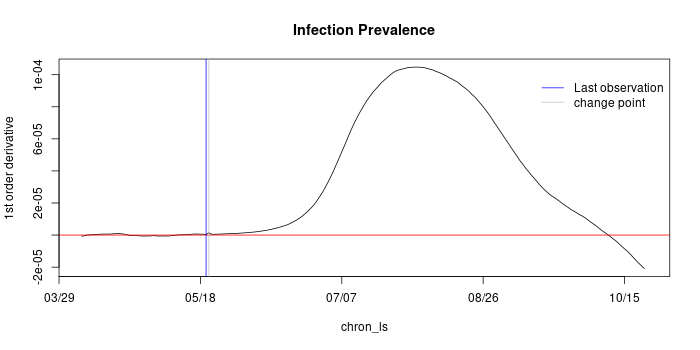 Infection Prevalence
1st order derivative
1e-04
6e-05
2e-05
-2e-05
Last observation
change point
03/29 05/18 07/07 08/26 10/15
chron_ls